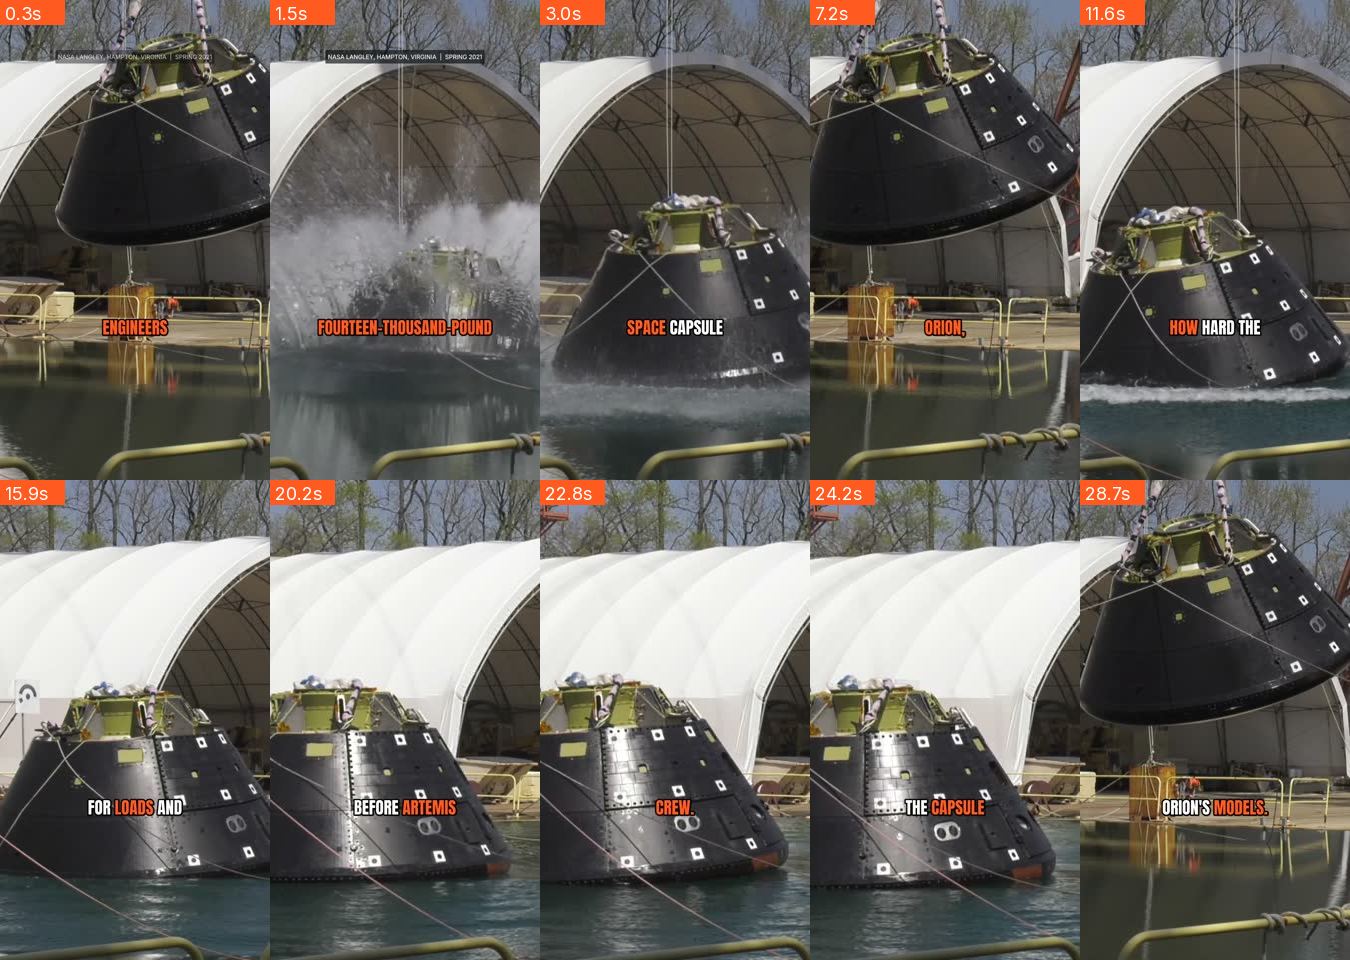 0.3s
NASA LANGLEY, HAMPTON, VIRGINIA | SPRING 2021
ENGINEERS
1.5s
NASA LANGLEY, HAMPTON, VIRGINIA | SPRING 2021
FOURTEEN-THOUSAND-POUND
3.0s
SPACE CAPSULE
7.2s
ORION,
11.6s
HOW HARD THE
15.9s
FOR LOADS AND
20.2s
BEFORE ARTEMIS
22.8s
CREW.
24.2s
THE CAPSULE
28.7s
ORION'S MODELS.